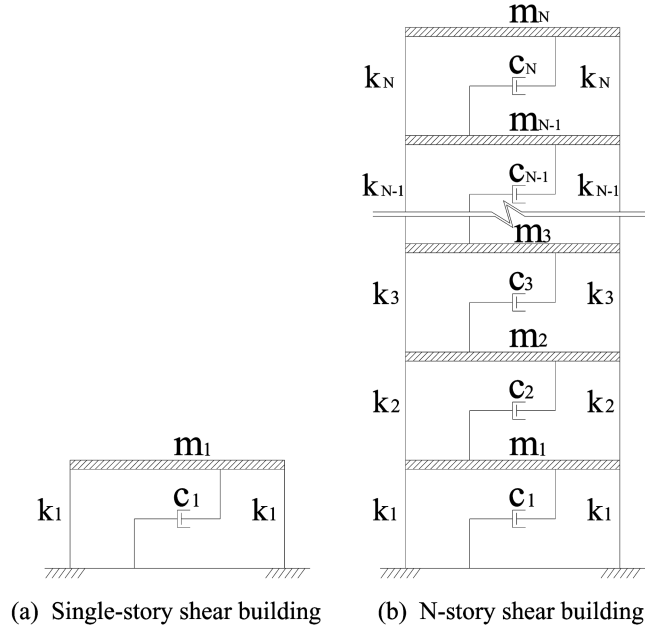 m_N
k_N c_N k_N
m_N-1
k_N-1 c_N-1 k_N-1
m_3
k_3 c_3 k_3
m_2
k_2 c_2 k_2
m_1 m_1
k_1 c_1 k_1 k_1 c_1 k_1
(a) Single-story shear building (b) N-story shear building